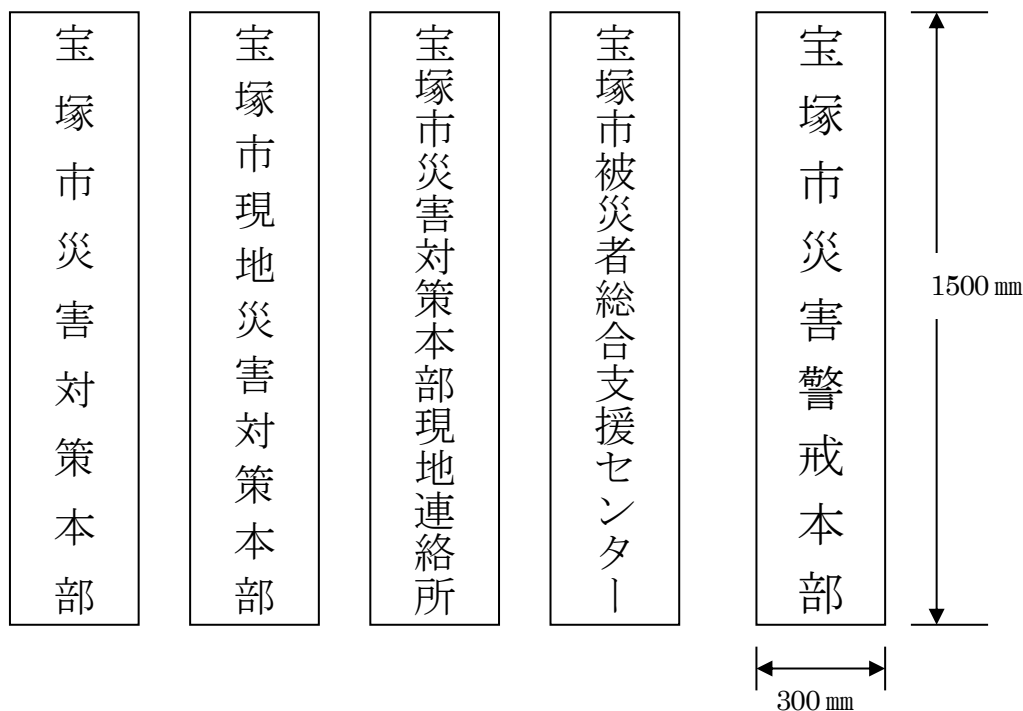 宝塚市災害対策本部
宝塚市現地災害対策本部
宝塚市災害対策本部現地連絡所
宝塚市被災者総合支援センター
宝塚市災害警戒本部
1500㎜
300㎜